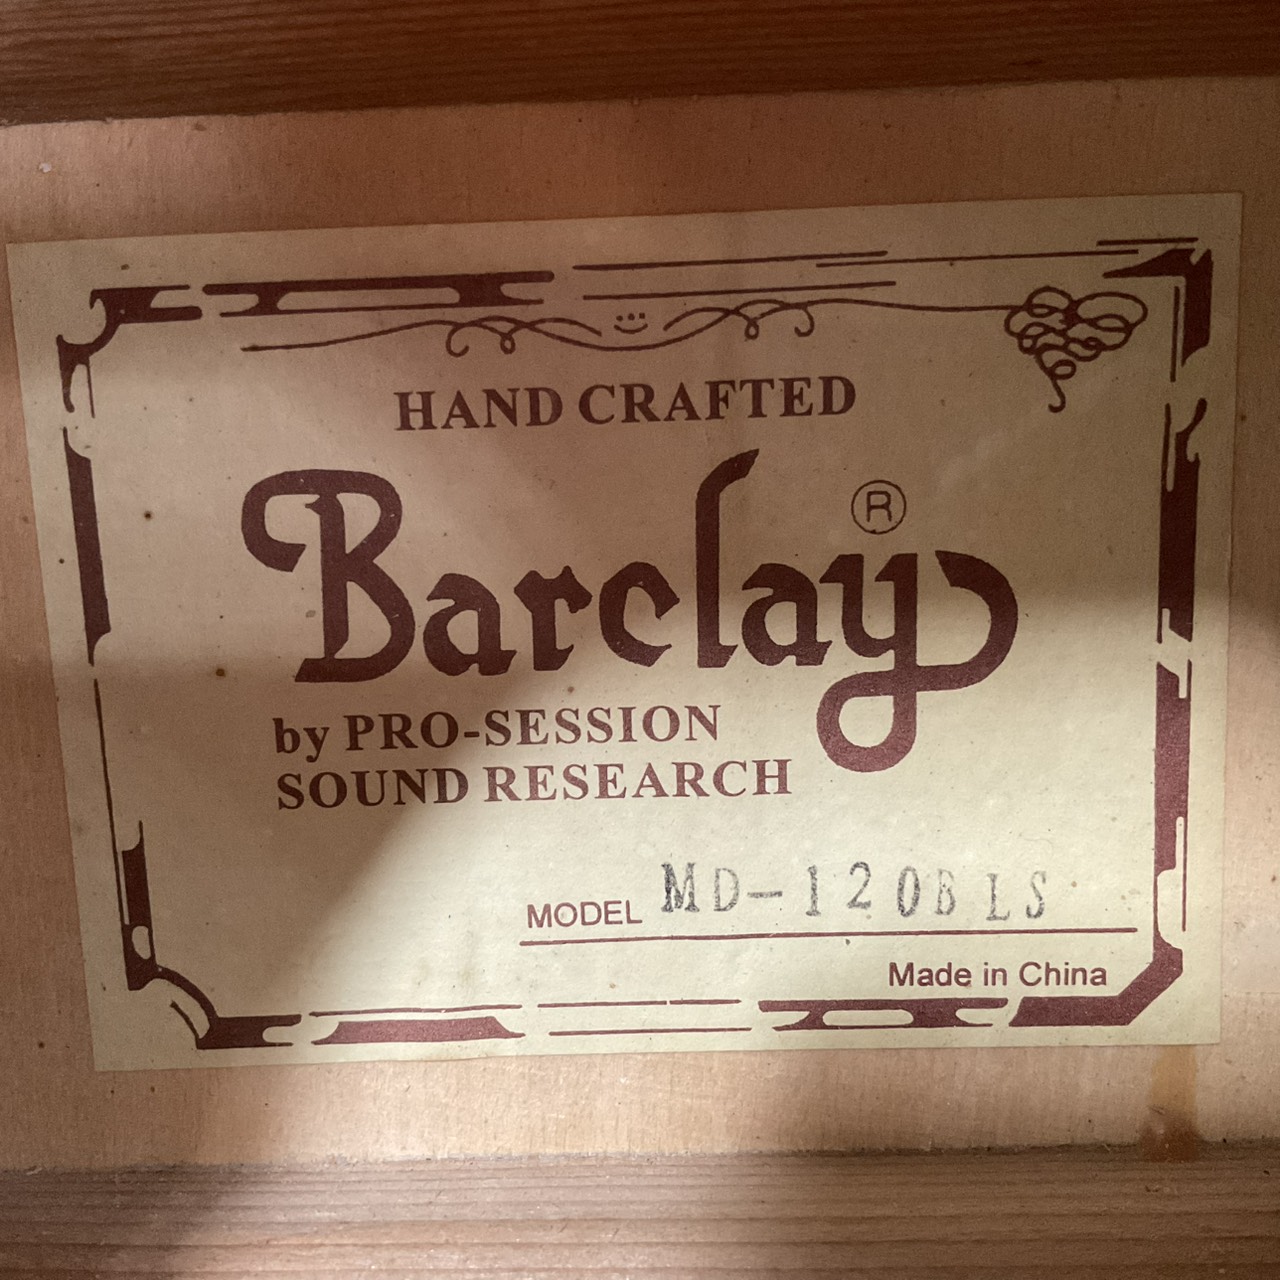 HAND CRAFTED
Barclay®
by PRO-SESSION
SOUND RESEARCH
MODEL MD-120BLS
Made in China